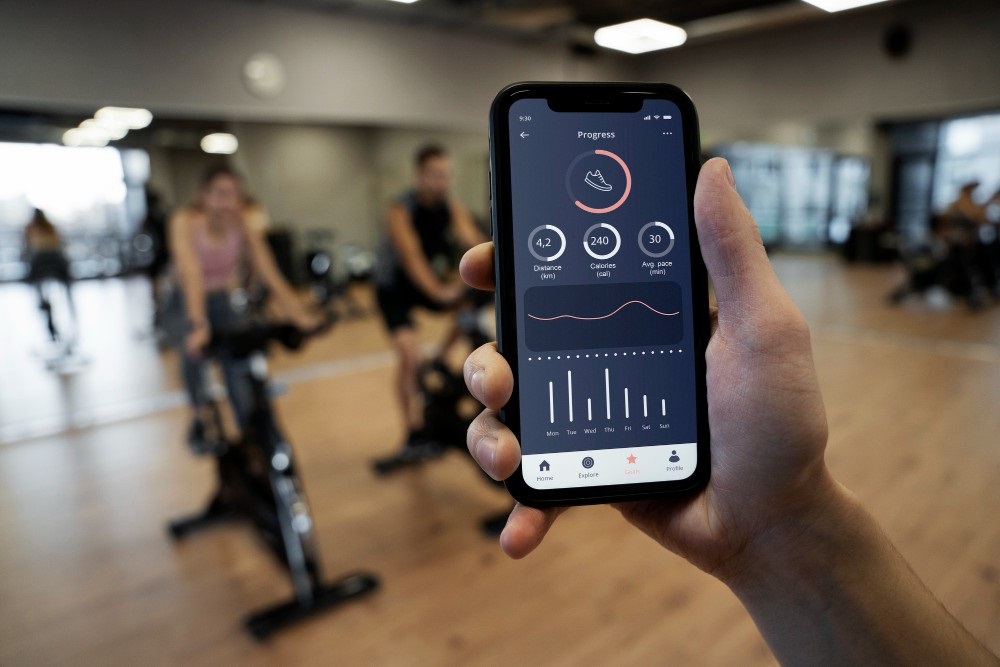 9:30
Progress
4,2
240
30
Distance
(km)
Calories
(cal)
Avg. pace
(min)
Mon Tue Wed Thu Fri Sat Sun
Home Explore Profile